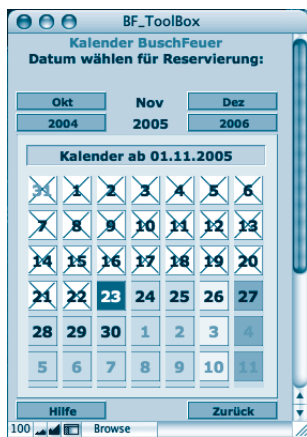 BF_ToolBox
Kalender BuschFeuer
Datum wählen für Reservierung:
Okt Nov Dez
2004 2005 2006
Kalender ab 01.11.2005
31 1 2 3 4 5 6
7 8 9 10 11 12 13
14 15 16 17 18 19 20
21 22 23 24 25 26 27
28 29 30 1 2 3 4
5 6 7 8 9 10 11
Hilfe Zurück
100 Browse